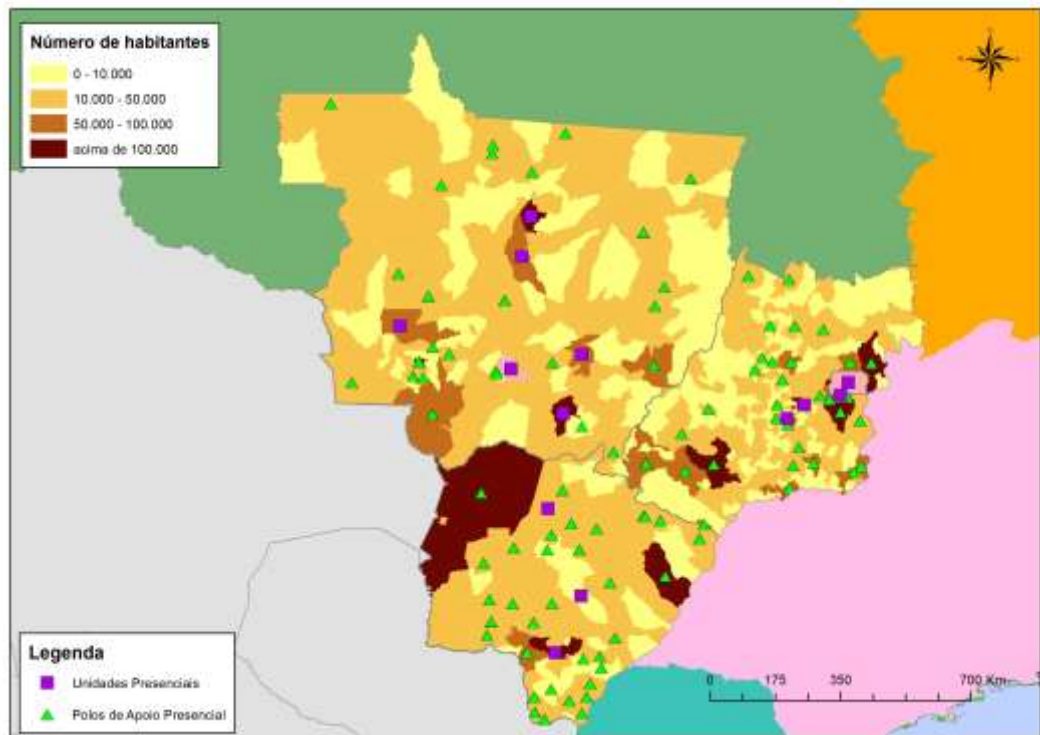 Número de habitantes
0 - 10.000
10.000 - 50.000
50.000 - 100.000
acima de 100.000
Legenda
Unidades Presenciais
Polos de Apoio Presencial
0 175 350 700 Km